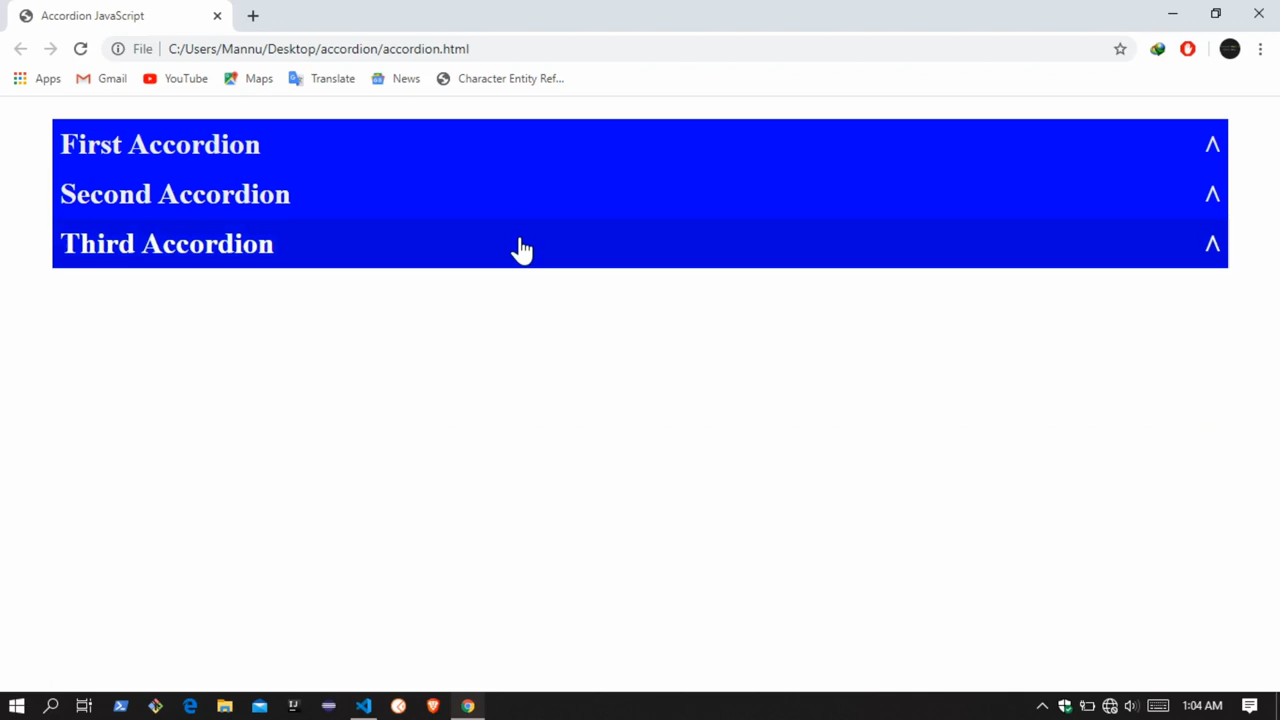 Accordion JavaScript
File C:/Users/Mannu/Desktop/accordion/accordion.html
Apps Gmail YouTube Maps Translate News Character Entity Ref...
First Accordion ^
Second Accordion ^
Third Accordion ^
1:04 AM